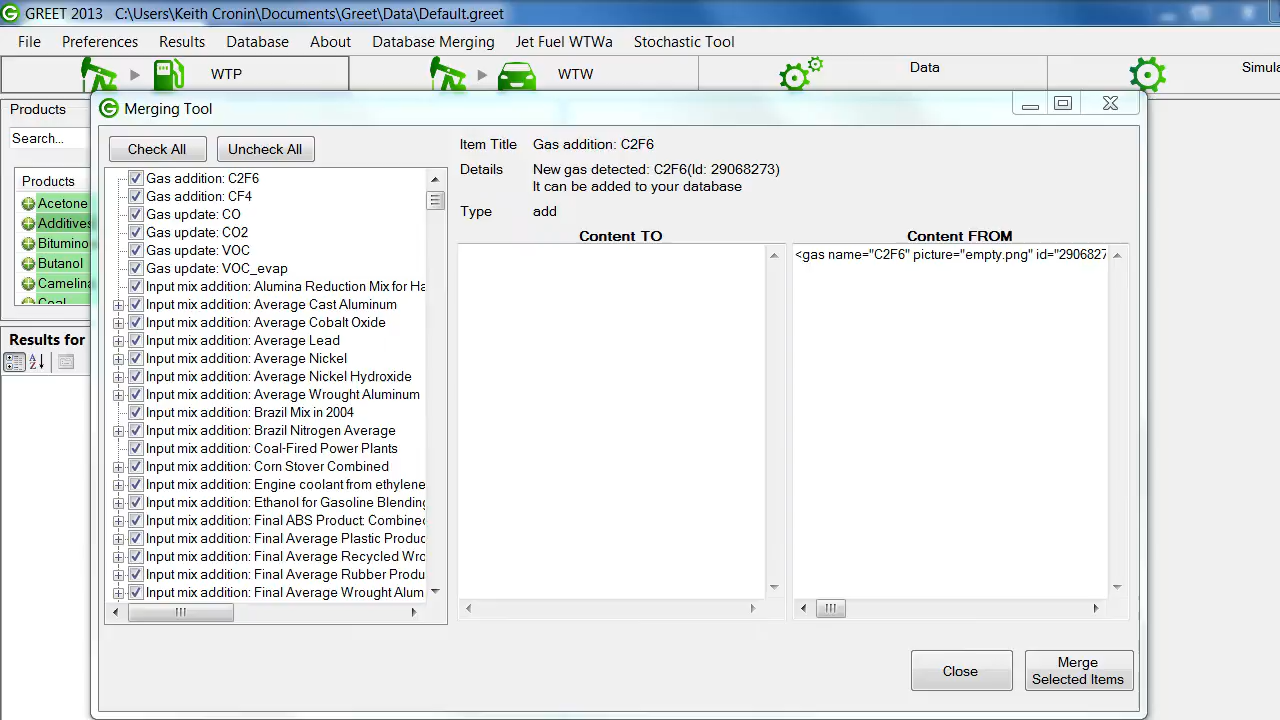 GREET 2013 C:\Users\Keith Cronin\Documents\Greet\Data\Default.greet
File Preferences Results Database About Database Merging Jet Fuel WTWa Stochastic Tool
WTP WTW Data Simula
Products
Search...
Products
Acetone
Additives
Bitumino
Butanol
Camelina
Coal
Results for
Merging Tool
Check All Uncheck All
Gas addition: C2F6
Gas addition: CF4
Gas update: CO
Gas update: CO2
Gas update: VOC
Gas update: VOC_evap
Input mix addition: Alumina Reduction Mix for Ha
Input mix addition: Average Cast Aluminum
Input mix addition: Average Cobalt Oxide
Input mix addition: Average Lead
Input mix addition: Average Nickel
Input mix addition: Average Nickel Hydroxide
Input mix addition: Average Wrought Aluminum
Input mix addition: Brazil Mix in 2004
Input mix addition: Brazil Nitrogen Average
Input mix addition: Coal-Fired Power Plants
Input mix addition: Corn Stover Combined
Input mix addition: Engine coolant from ethylene
Input mix addition: Ethanol for Gasoline Blending
Input mix addition: Final ABS Product: Combined
Input mix addition: Final Average Plastic Produc
Input mix addition: Final Average Recycled Wro
Input mix addition: Final Average Rubber Produ
Input mix addition: Final Average Wrought Alum
Item Title Gas addition: C2F6
Details New gas detected: C2F6(Id: 29068273)
It can be added to your database
Type add
Content TO Content FROM
<gas name="C2F6" picture="empty.png" id="2906827
Close
Merge
Selected Items